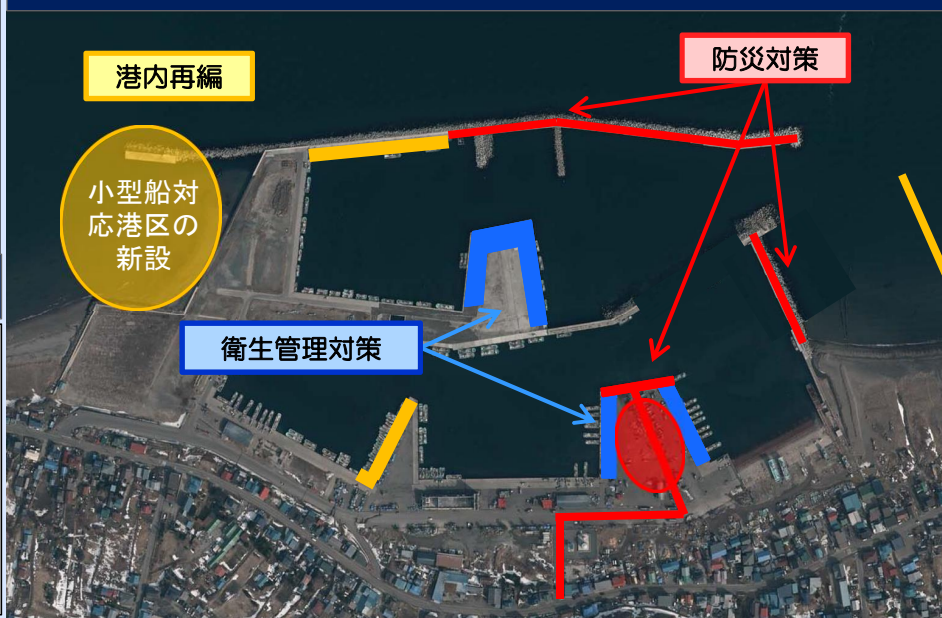 港内再編
防災対策
小型船対
応港区の
新設
衛生管理対策